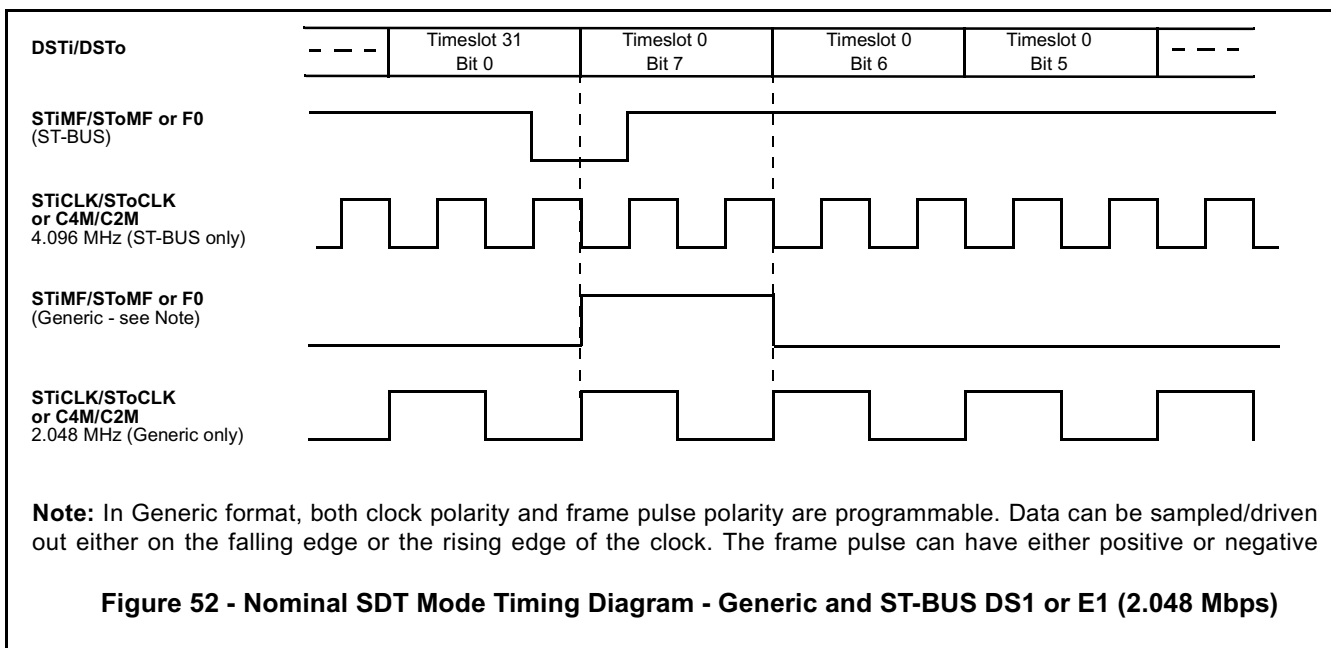 DSTi/DSTo
Timeslot 31
Bit 0
Timeslot 0
Bit 7
Timeslot 0
Bit 6
Timeslot 0
Bit 5
STiMF/SToMF or F0
(ST-BUS)
STiCLK/SToCLK
or C4M/C2M
4.096 MHz (ST-BUS only)
STiMF/SToMF or F0
(Generic - see Note)
STiCLK/SToCLK
or C4M/C2M
2.048 MHz (Generic only)
Note: In Generic format, both clock polarity and frame pulse polarity are programmable. Data can be sampled/driven
out either on the falling edge or the rising edge of the clock. The frame pulse can have either positive or negative
Figure 52 - Nominal SDT Mode Timing Diagram - Generic and ST-BUS DS1 or E1 (2.048 Mbps)